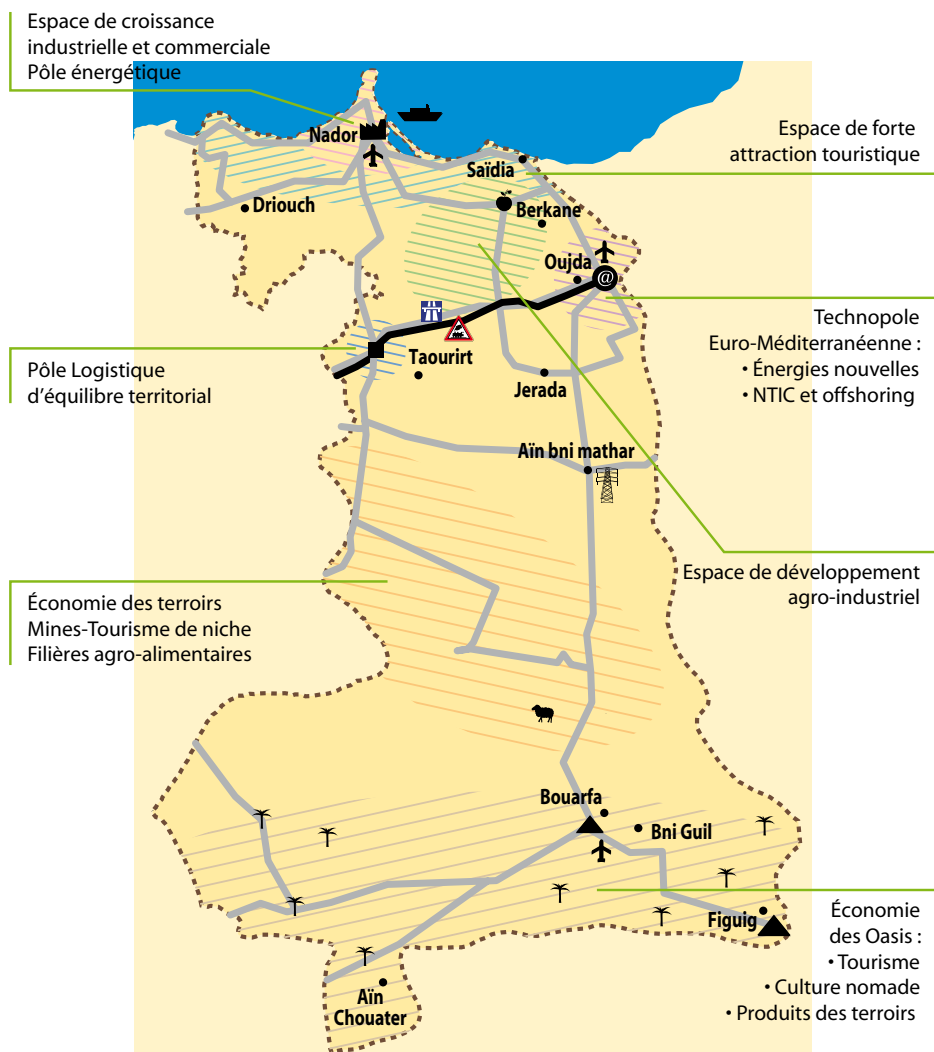 Espace de croissance
industrielle et commerciale
Pôle énergétique
Nador
Espace de forte
attraction touristique
Saïdia
Driouch
Berkane
Oujda
@
Technopole
Euro-Méditerranéenne :
• Énergies nouvelles
• NTIC et offshoring
Pôle Logistique
d'équilibre territorial
Taourirt
Jerada
Aïn bni mathar
Espace de développement
agro-industriel
Économie des terroirs
Mines-Tourisme de niche
Filières agro-alimentaires
Bouarfa
Bni Guil
Figuig
Économie
des Oasis :
• Tourisme
• Culture nomade
• Produits des terroirs
Aïn
Chouater